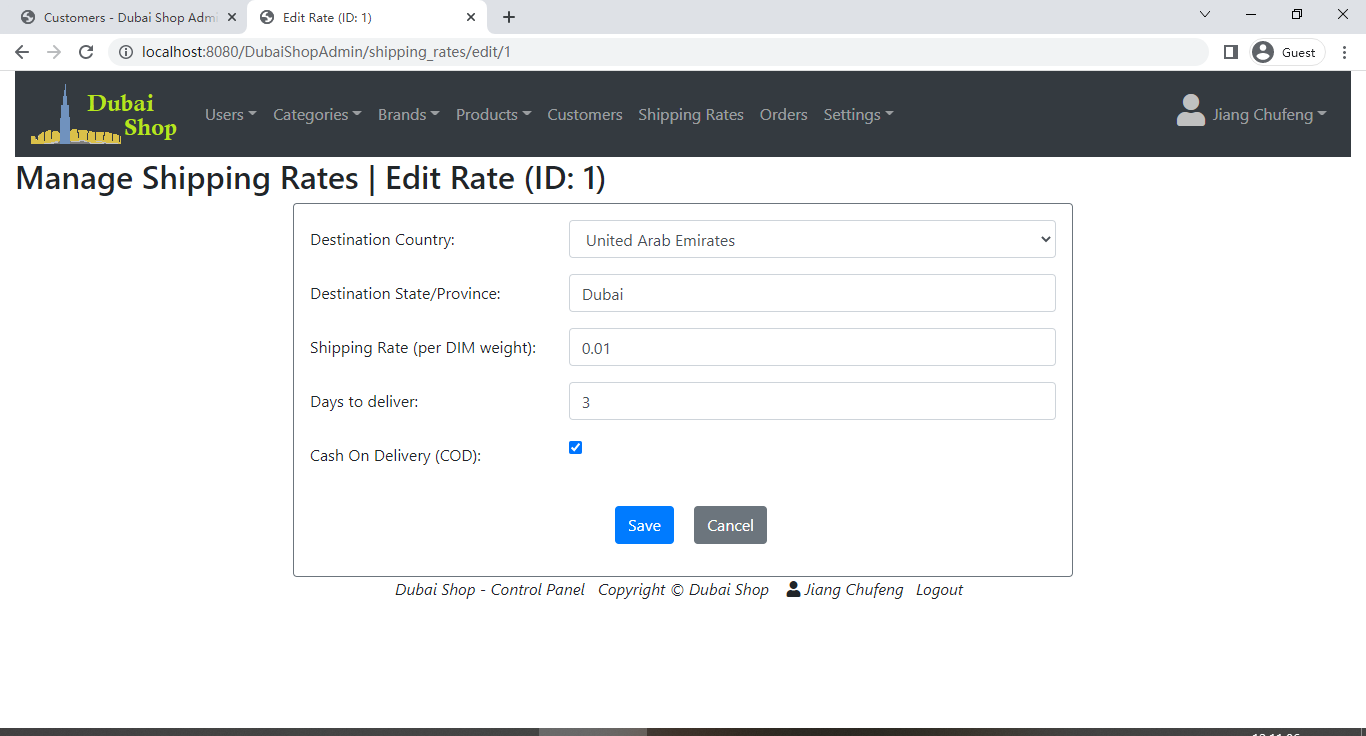 Customers - Dubai Shop Admi
Edit Rate (ID: 1)
localhost:8080/DubaiShopAdmin/shipping_rates/edit/1
Guest
Dubai
Shop
Users Categories Brands Products Customers Shipping Rates Orders Settings Jiang Chufeng
Manage Shipping Rates | Edit Rate (ID: 1)
Destination Country: United Arab Emirates
Destination State/Province: Dubai
Shipping Rate (per DIM weight): 0.01
Days to deliver: 3
Cash On Delivery (COD):
Save Cancel
Dubai Shop - Control Panel Copyright © Dubai Shop Jiang Chufeng Logout